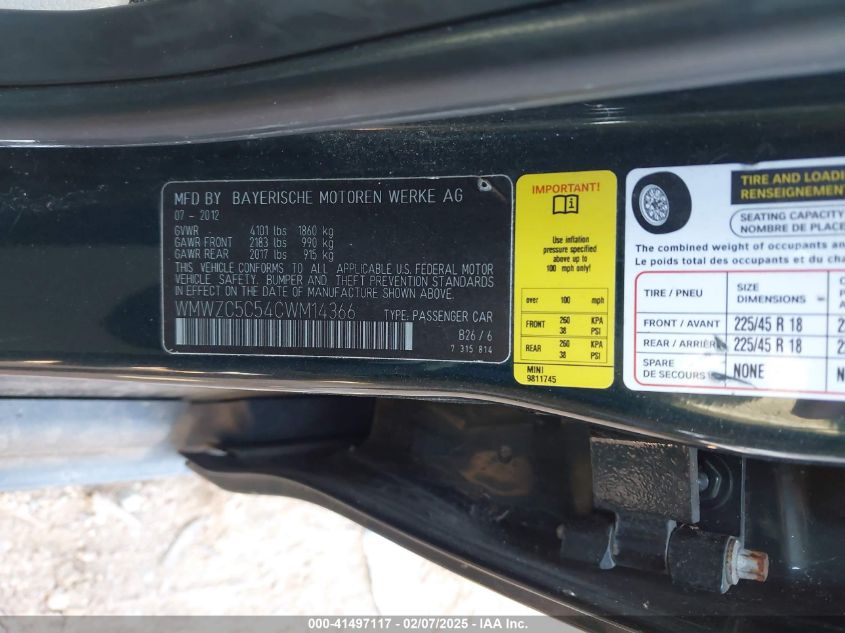 MFD BY BAYERISCHE MOTOREN WERKE AG
07 - 2012
GVWR 4101 lbs 1860 kg
GAWR FRONT 2183 lbs 990 kg
GAWR REAR 2017 lbs 915 kg
THIS VEHICLE CONFORMS TO ALL APPLICABLE U.S. FEDERAL MOTOR
VEHICLE SAFETY, BUMPER AND THEFT PREVENTION STANDARDS
IN EFFECT ON THE DATE OF MANUFACTURE SHOWN ABOVE.
WMWZC5C54CWM14366 TYPE: PASSENGER CAR
B26 / 6
7 315 814
IMPORTANT!
Use inflation
pressure specified
above up to
100 mph only!
over 100 mph
FRONT 260 KPA
38 PSI
REAR 260 KPA
38 PSI
MINI
9811745
TIRE AND LOADI
RENSEIGNEMENT
SEATING CAPACITY
NOMBRE DE PLACE
The combined weight of occupants an
Le poids total des occupants et du cha
TIRE / PNEU SIZE
DIMENSIONS
FRONT / AVANT 225/45 R 18
REAR / ARRIÈRE 225/45 R 18
SPARE
DE SECOURS NONE
000-41497117 - 02/07/2025 - IAA Inc.